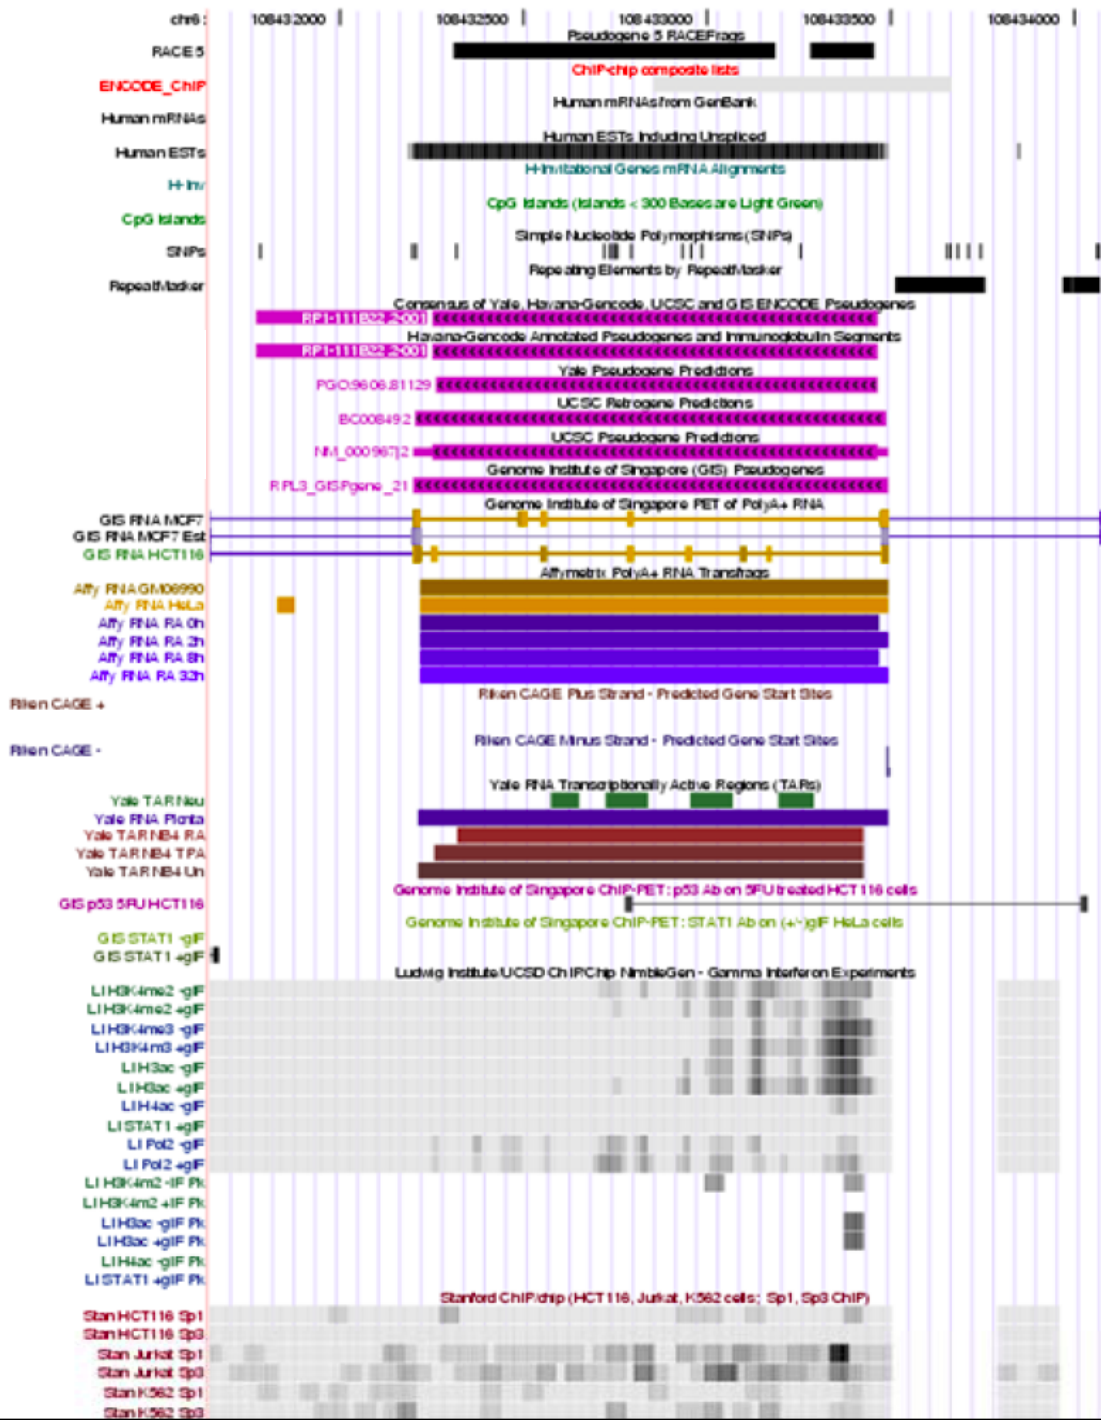 chr6: 108432000 | 108432500 | 108433000 | 108433500 | 108434000 |
Pseudogene 5 RACEFrags
RACE 5
ChIP-chip composite lists
ENCODE_ChIP
Human mRNAs from GenBank
Human mRNAs
Human ESTs Including Unspliced
Human ESTs
H-Invitational Genes mRNA Alignments
H-Inv
CpG Islands (Islands < 300 Bases are Light Green)
CpG Islands
Simple Nucleotide Polymorphisms (SNPs)
SNPs
Repeating Elements by RepeatMasker
RepeatMasker
Consensus of Yale, Havana-Gencode, UCSC and GIS ENCODE Pseudogenes
RP1-111B22.2-001
Havana-Gencode Annotated Pseudogenes and Immunoglobulin Segments
RP1-111B22.2-001
Yale Pseudogene Predictions
PGO.9606.81129
UCSC Retrogene Predictions
BC008492
UCSC Pseudogene Predictions
NM_000967|.2
Genome Institute of Singapore (GIS) Pseudogenes
RPL3_GISPgene_21
Genome Institute of Singapore PET of PolyA+ RNA
GIS RNA MCF7
GIS RNA MCF7 Est
GIS RNA HCT116
Affymetrix PolyA+ RNA Transfrags
Affy RNA GM06990
Affy RNA HeLa
Affy RNA RA 0h
Affy RNA RA 2h
Affy RNA RA 8h
Affy RNA RA 32h
Riken CAGE Plus Strand - Predicted Gene Start Sites
Riken CAGE +
Riken CAGE Minus Strand - Predicted Gene Start Sites
Riken CAGE -
Yale RNA Transcriptionally Active Regions (TARs)
Yale TAR Neu
Yale RNA Plcnta
Yale TAR NB4 RA
Yale TAR NB4 TPA
Yale TAR NB4 Un
Genome Institute of Singapore ChIP-PET: p53 Ab on 5FU treated HCT116 cells
GIS p53 5FU HCT116
Genome Institute of Singapore ChIP-PET: STAT1 Ab on (+/-)gIF HeLa cells
GIS STAT1 -gIF
GIS STAT1 +gIF
Ludwig Institute/UCSD ChIP/Chip NimbleGen - Gamma Interferon Experiments
LI H3K4me2 -gIF
LI H3K4me2 +gIF
LI H3K4me3 -gIF
LI H3K4m3 +gIF
LI H3ac -gIF
LI H3ac +gIF
LI H4ac -gIF
LI STAT1 +gIF
LI Pol2 -gIF
LI Pol2 +gIF
LI H3K4m2 -IF Pk
LI H3K4m2 +IF Pk
LI H3ac -gIF Pk
LI H3ac +gIF Pk
LI H4ac -gIF Pk
LI STAT1 +gIF Pk
Stanford ChIP/chip (HCT116, Jurkat, K562 cells; Sp1, Sp3 ChIP)
Stan HCT116 Sp1
Stan HCT116 Sp3
Stan Jurkat Sp1
Stan Jurkat Sp3
Stan K562 Sp1
Stan K562 Sp3